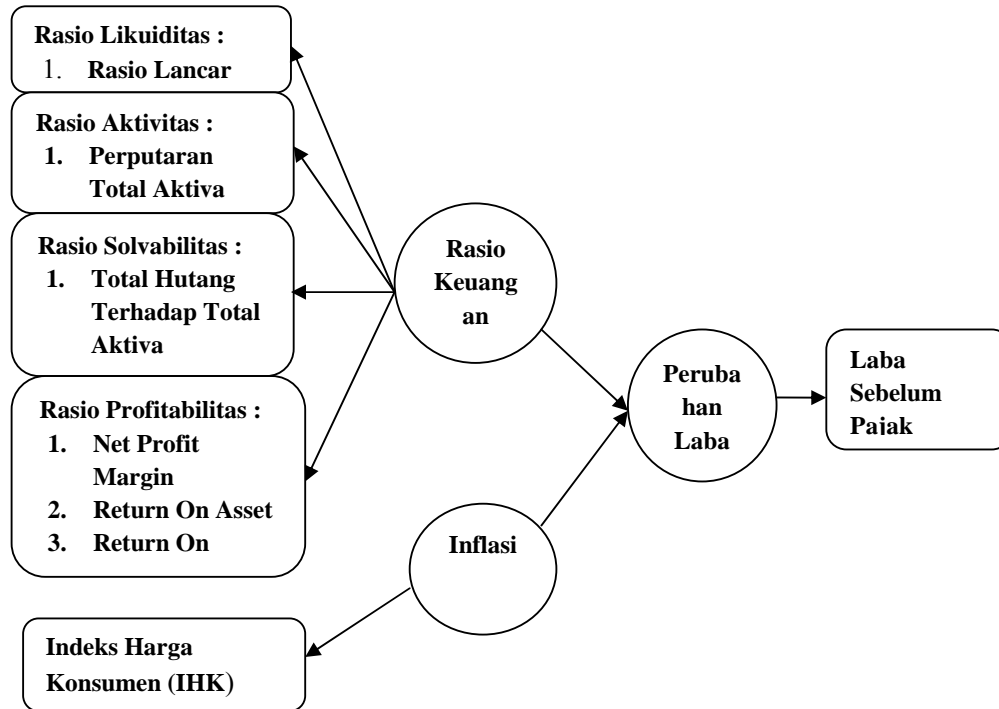 Rasio Likuiditas :
1. Rasio Lancar
Rasio Aktivitas :
1. Perputaran
Total Aktiva
Rasio Solvabilitas :
1. Total Hutang
Terhadap Total
Aktiva
Rasio Profitabilitas :
1. Net Profit
Margin
2. Return On Asset
3. Return On
Rasio
Keuang
an
Inflasi
Indeks Harga
Konsumen (IHK)
Peruba
han
Laba
Laba
Sebelum
Pajak